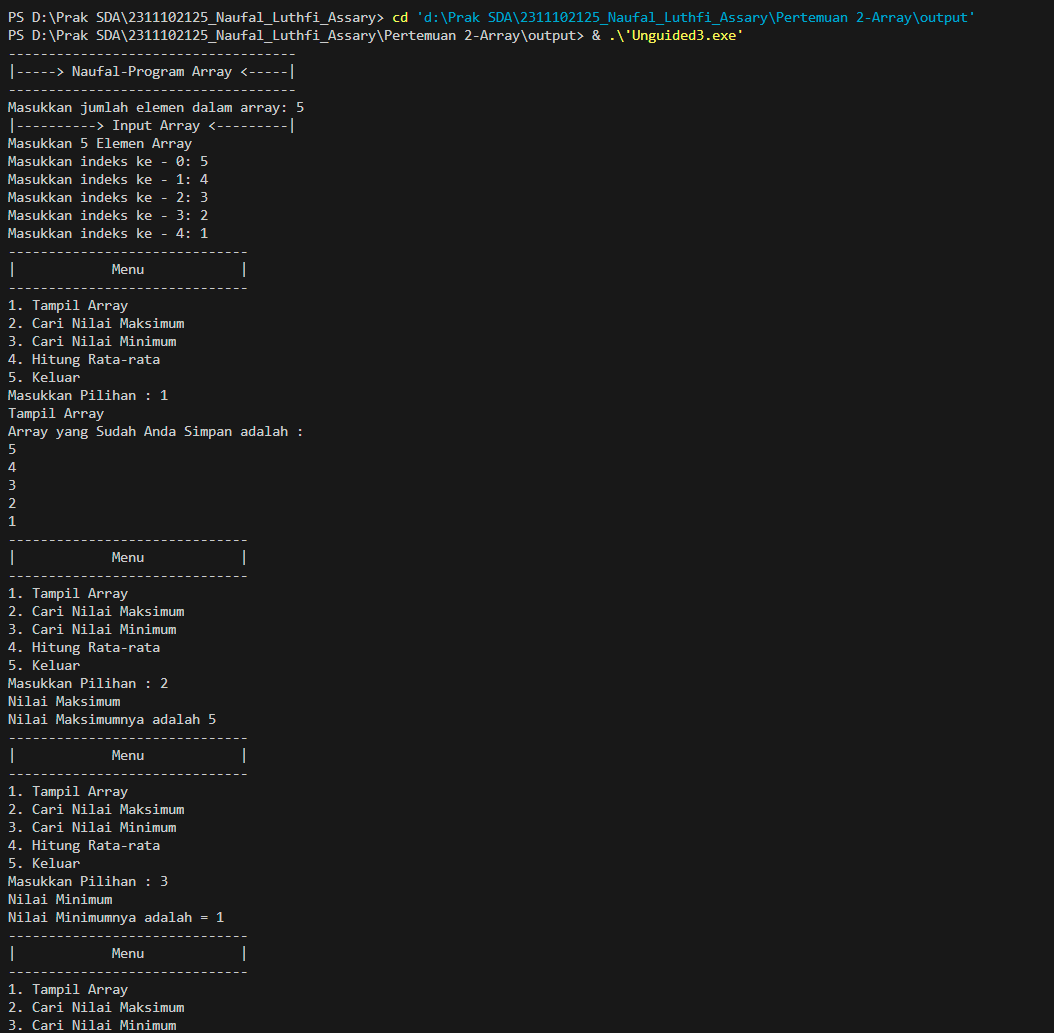 PS D:\Prak SDA\2311102125_Naufal_Luthfi_Assary> cd 'd:\Prak SDA\2311102125_Naufal_Luthfi_Assary\Pertemuan 2-Array\output'
PS D:\Prak SDA\2311102125_Naufal_Luthfi_Assary\Pertemuan 2-Array\output> & .\'Unguided3.exe'
------------------------------------
|-----> Naufal-Program Array <-----|
------------------------------------
Masukkan jumlah elemen dalam array: 5
|----------> Input Array <---------|
Masukkan 5 Elemen Array
Masukkan indeks ke - 0: 5
Masukkan indeks ke - 1: 4
Masukkan indeks ke - 2: 3
Masukkan indeks ke - 3: 2
Masukkan indeks ke - 4: 1
------------------------------
|            Menu            |
------------------------------
1. Tampil Array
2. Cari Nilai Maksimum
3. Cari Nilai Minimum
4. Hitung Rata-rata
5. Keluar
Masukkan Pilihan : 1
Tampil Array
Array yang Sudah Anda Simpan adalah :
5
4
3
2
1
------------------------------
|            Menu            |
------------------------------
1. Tampil Array
2. Cari Nilai Maksimum
3. Cari Nilai Minimum
4. Hitung Rata-rata
5. Keluar
Masukkan Pilihan : 2
Nilai Maksimum
Nilai Maksimumnya adalah 5
------------------------------
|            Menu            |
------------------------------
1. Tampil Array
2. Cari Nilai Maksimum
3. Cari Nilai Minimum
4. Hitung Rata-rata
5. Keluar
Masukkan Pilihan : 3
Nilai Minimum
Nilai Minimumnya adalah = 1
------------------------------
|            Menu            |
------------------------------
1. Tampil Array
2. Cari Nilai Maksimum
3. Cari Nilai Minimum